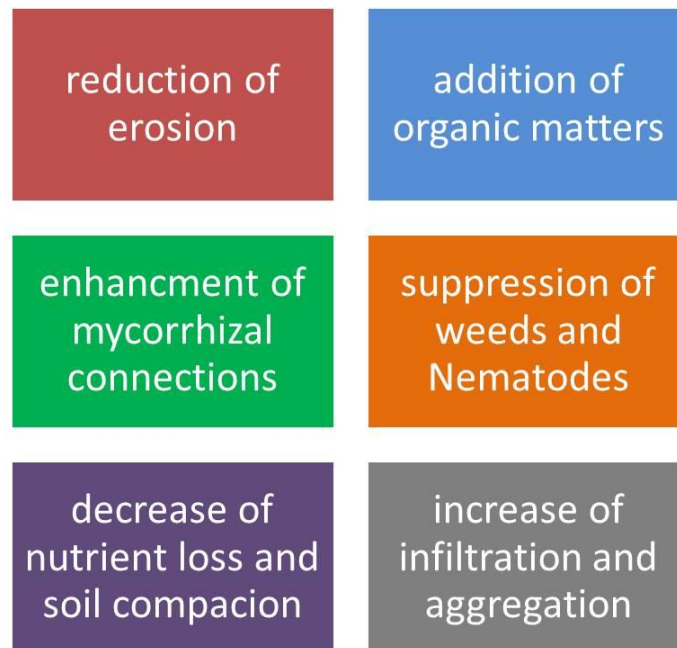 reduction of
erosion
addition of
organic matters
enhancment of
mycorrhizal
connections
suppression of
weeds and
Nematodes
decrease of
nutrient loss and
soil compacion
increase of
infiltration and
aggregation